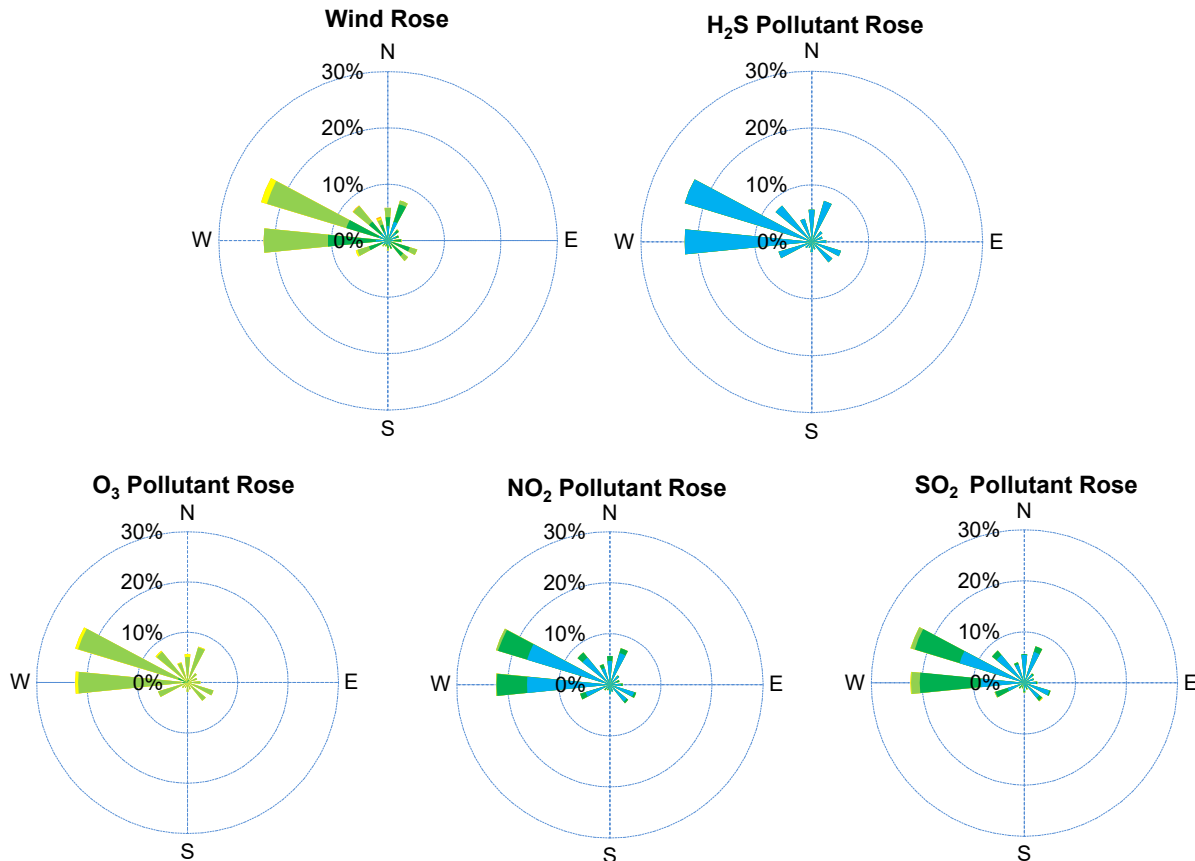 Wind Rose
N
30%
20%
10%
0%
W
E
S
H₂S Pollutant Rose
N
30%
20%
10%
0%
W
E
S
O₃ Pollutant Rose
N
30%
20%
10%
0%
W
E
S
NO₂ Pollutant Rose
N
30%
20%
10%
0%
W
E
S
SO₂ Pollutant Rose
N
30%
20%
10%
0%
W
E
S